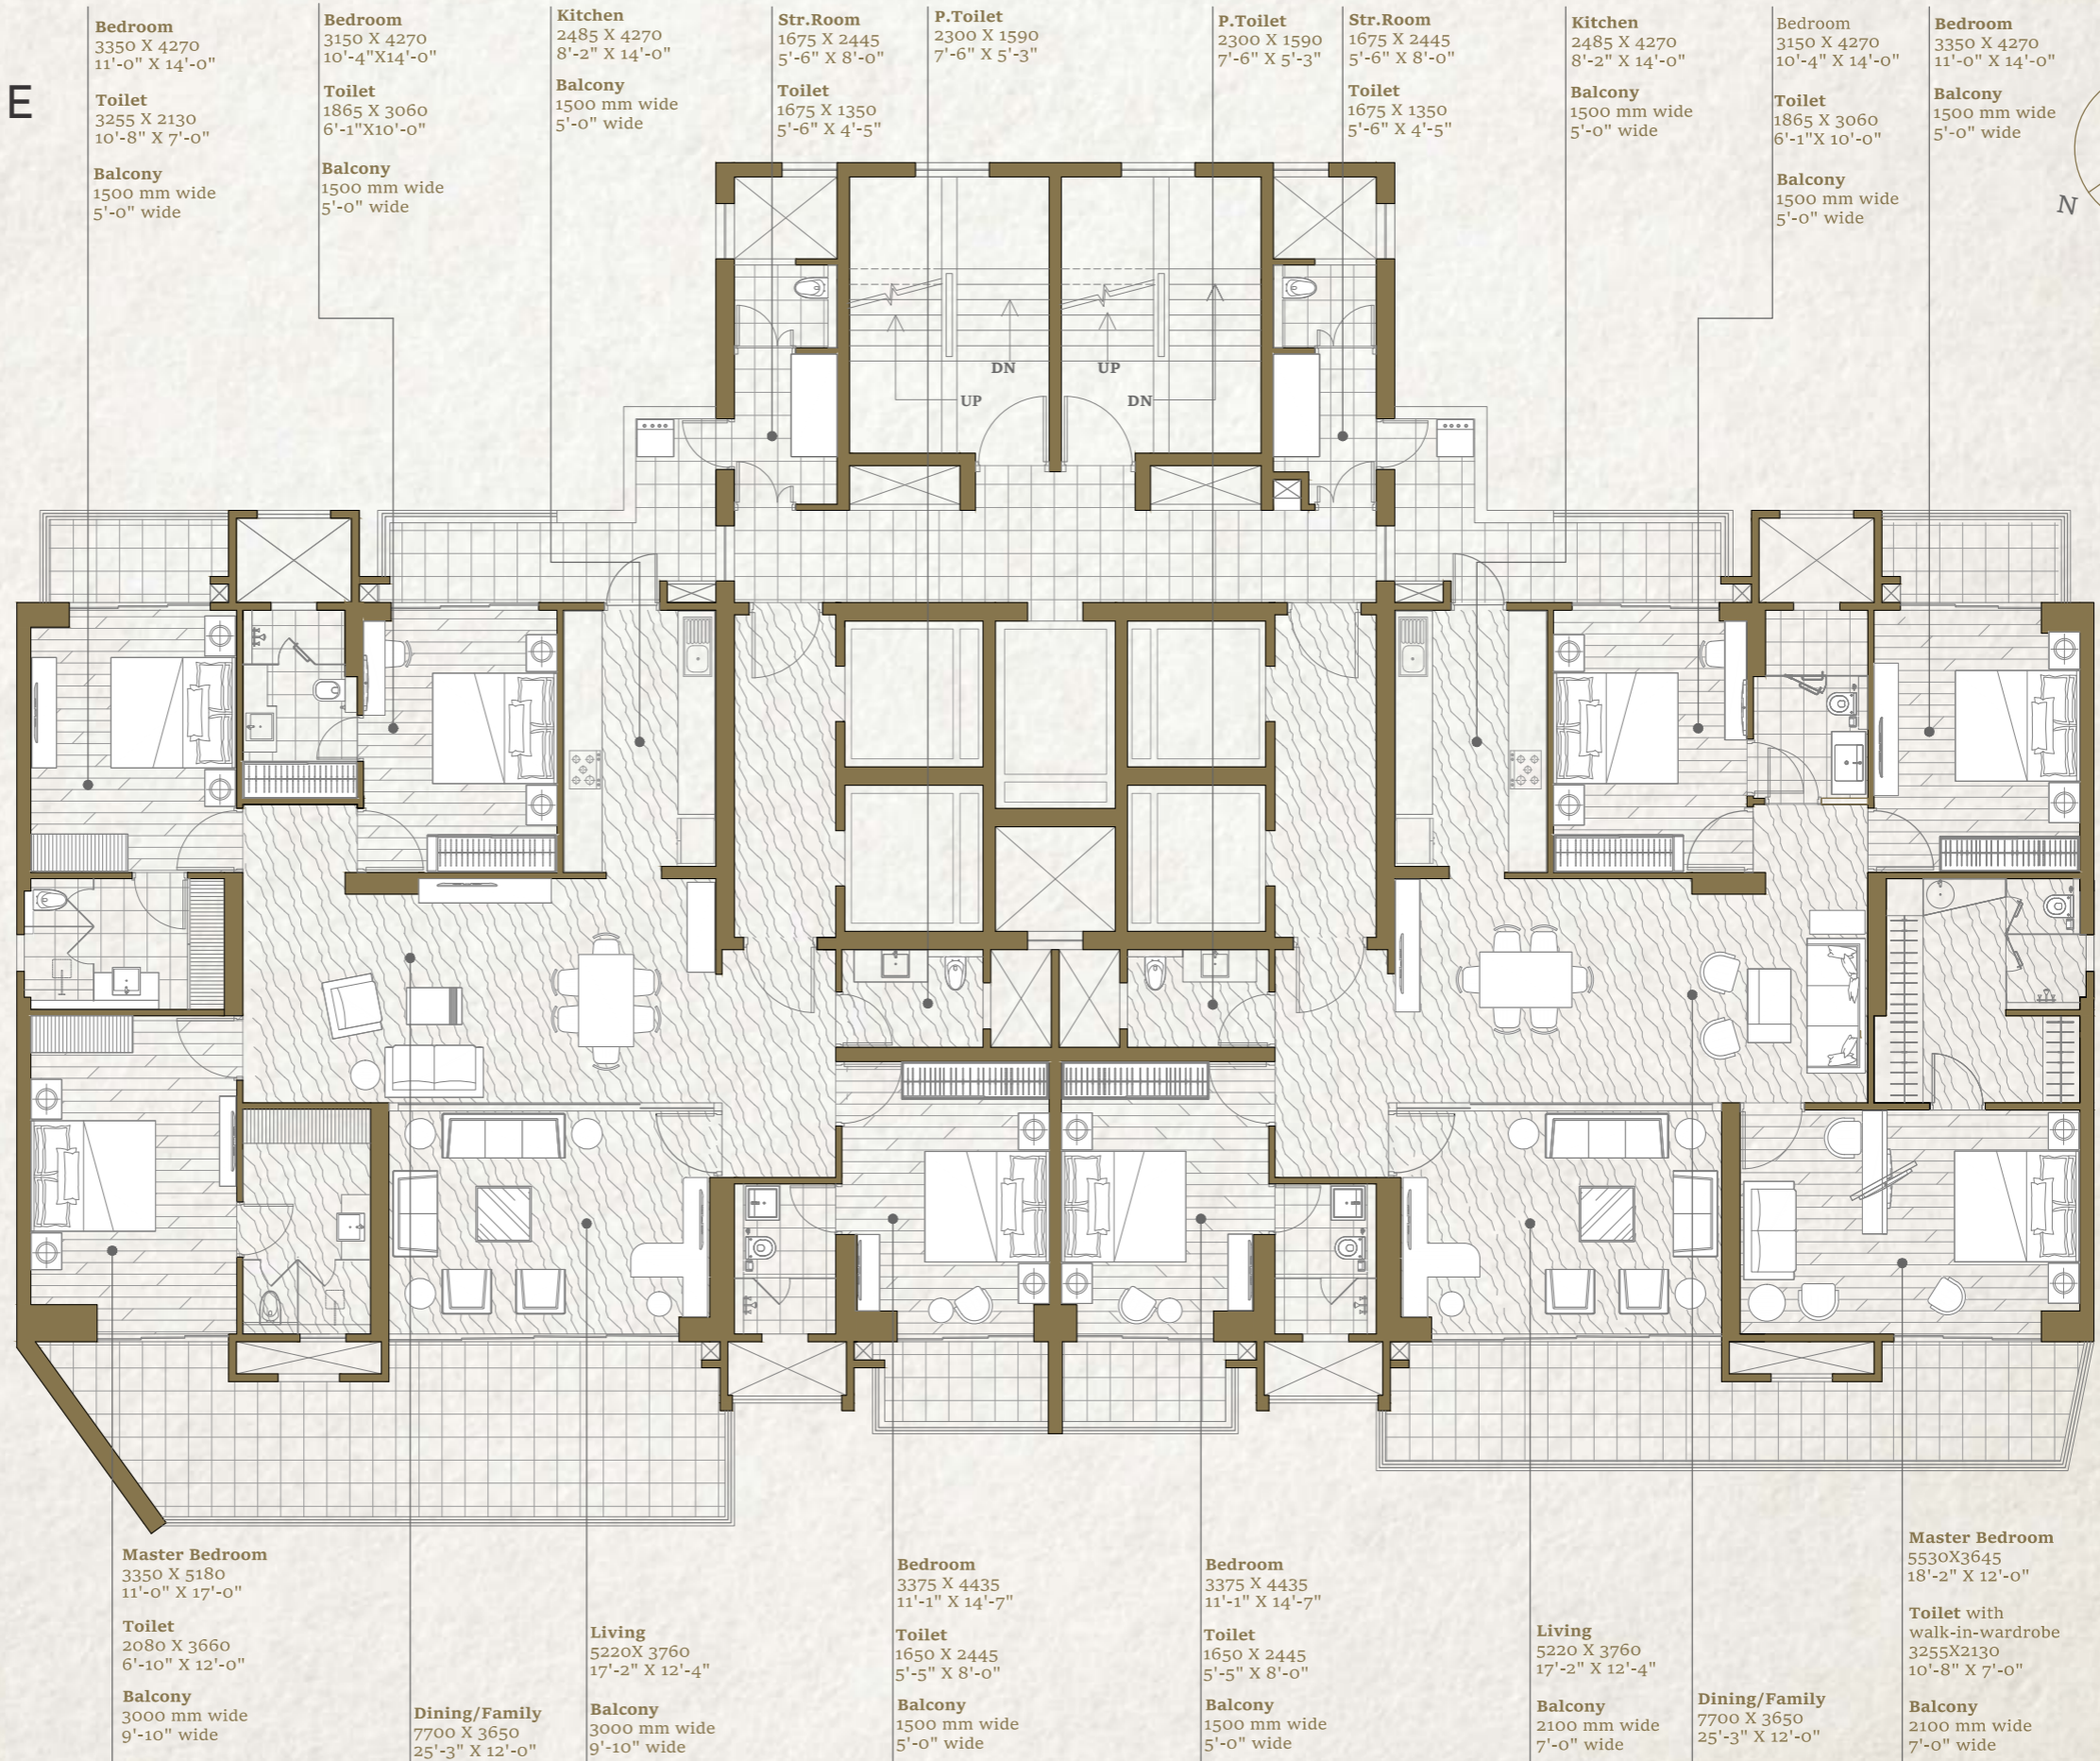 E
Bedroom
3350 X 4270
11'-0" X 14'-0"
Toilet
3255 X 2130
10'-8" X 7'-0"
Balcony
1500 mm wide
5'-0" wide
Bedroom
3150 X 4270
10'-4"X14'-0"
Toilet
1865 X 3060
6'-1"X10'-0"
Balcony
1500 mm wide
5'-0" wide
Kitchen
2485 X 4270
8'-2" X 14'-0"
Balcony
1500 mm wide
5'-0" wide
Str.Room
1675 X 2445
5'-6" X 8'-0"
Toilet
1675 X 1350
5'-6" X 4'-5"
P.Toilet
2300 X 1590
7'-6" X 5'-3"
P.Toilet
2300 X 1590
7'-6" X 5'-3"
Str.Room
1675 X 2445
5'-6" X 8'-0"
Toilet
1675 X 1350
5'-6" X 4'-5"
Kitchen
2485 X 4270
8'-2" X 14'-0"
Balcony
1500 mm wide
5'-0" wide
Bedroom
3150 X 4270
10'-4" X 14'-0"
Toilet
1865 X 3060
6'-1"X 10'-0"
Balcony
1500 mm wide
5'-0" wide
Bedroom
3350 X 4270
11'-0" X 14'-0"
Balcony
1500 mm wide
5'-0" wide
N
DN
UP
UP
DN
Master Bedroom
3350 X 5180
11'-0" X 17'-0"
Toilet
2080 X 3660
6'-10" X 12'-0"
Balcony
3000 mm wide
9'-10" wide
Dining/Family
7700 X 3650
25'-3" X 12'-0"
Living
5220X 3760
17'-2" X 12'-4"
Balcony
3000 mm wide
9'-10" wide
Bedroom
3375 X 4435
11'-1" X 14'-7"
Toilet
1650 X 2445
5'-5" X 8'-0"
Balcony
1500 mm wide
5'-0" wide
Bedroom
3375 X 4435
11'-1" X 14'-7"
Toilet
1650 X 2445
5'-5" X 8'-0"
Balcony
1500 mm wide
5'-0" wide
Living
5220 X 3760
17'-2" X 12'-4"
Balcony
2100 mm wide
7'-0" wide
Dining/Family
7700 X 3650
25'-3" X 12'-0"
Master Bedroom
5530X3645
18'-2" X 12'-0"
Toilet with
walk-in-wardrobe
3255X2130
10'-8" X 7'-0"
Balcony
2100 mm wide
7'-0" wide